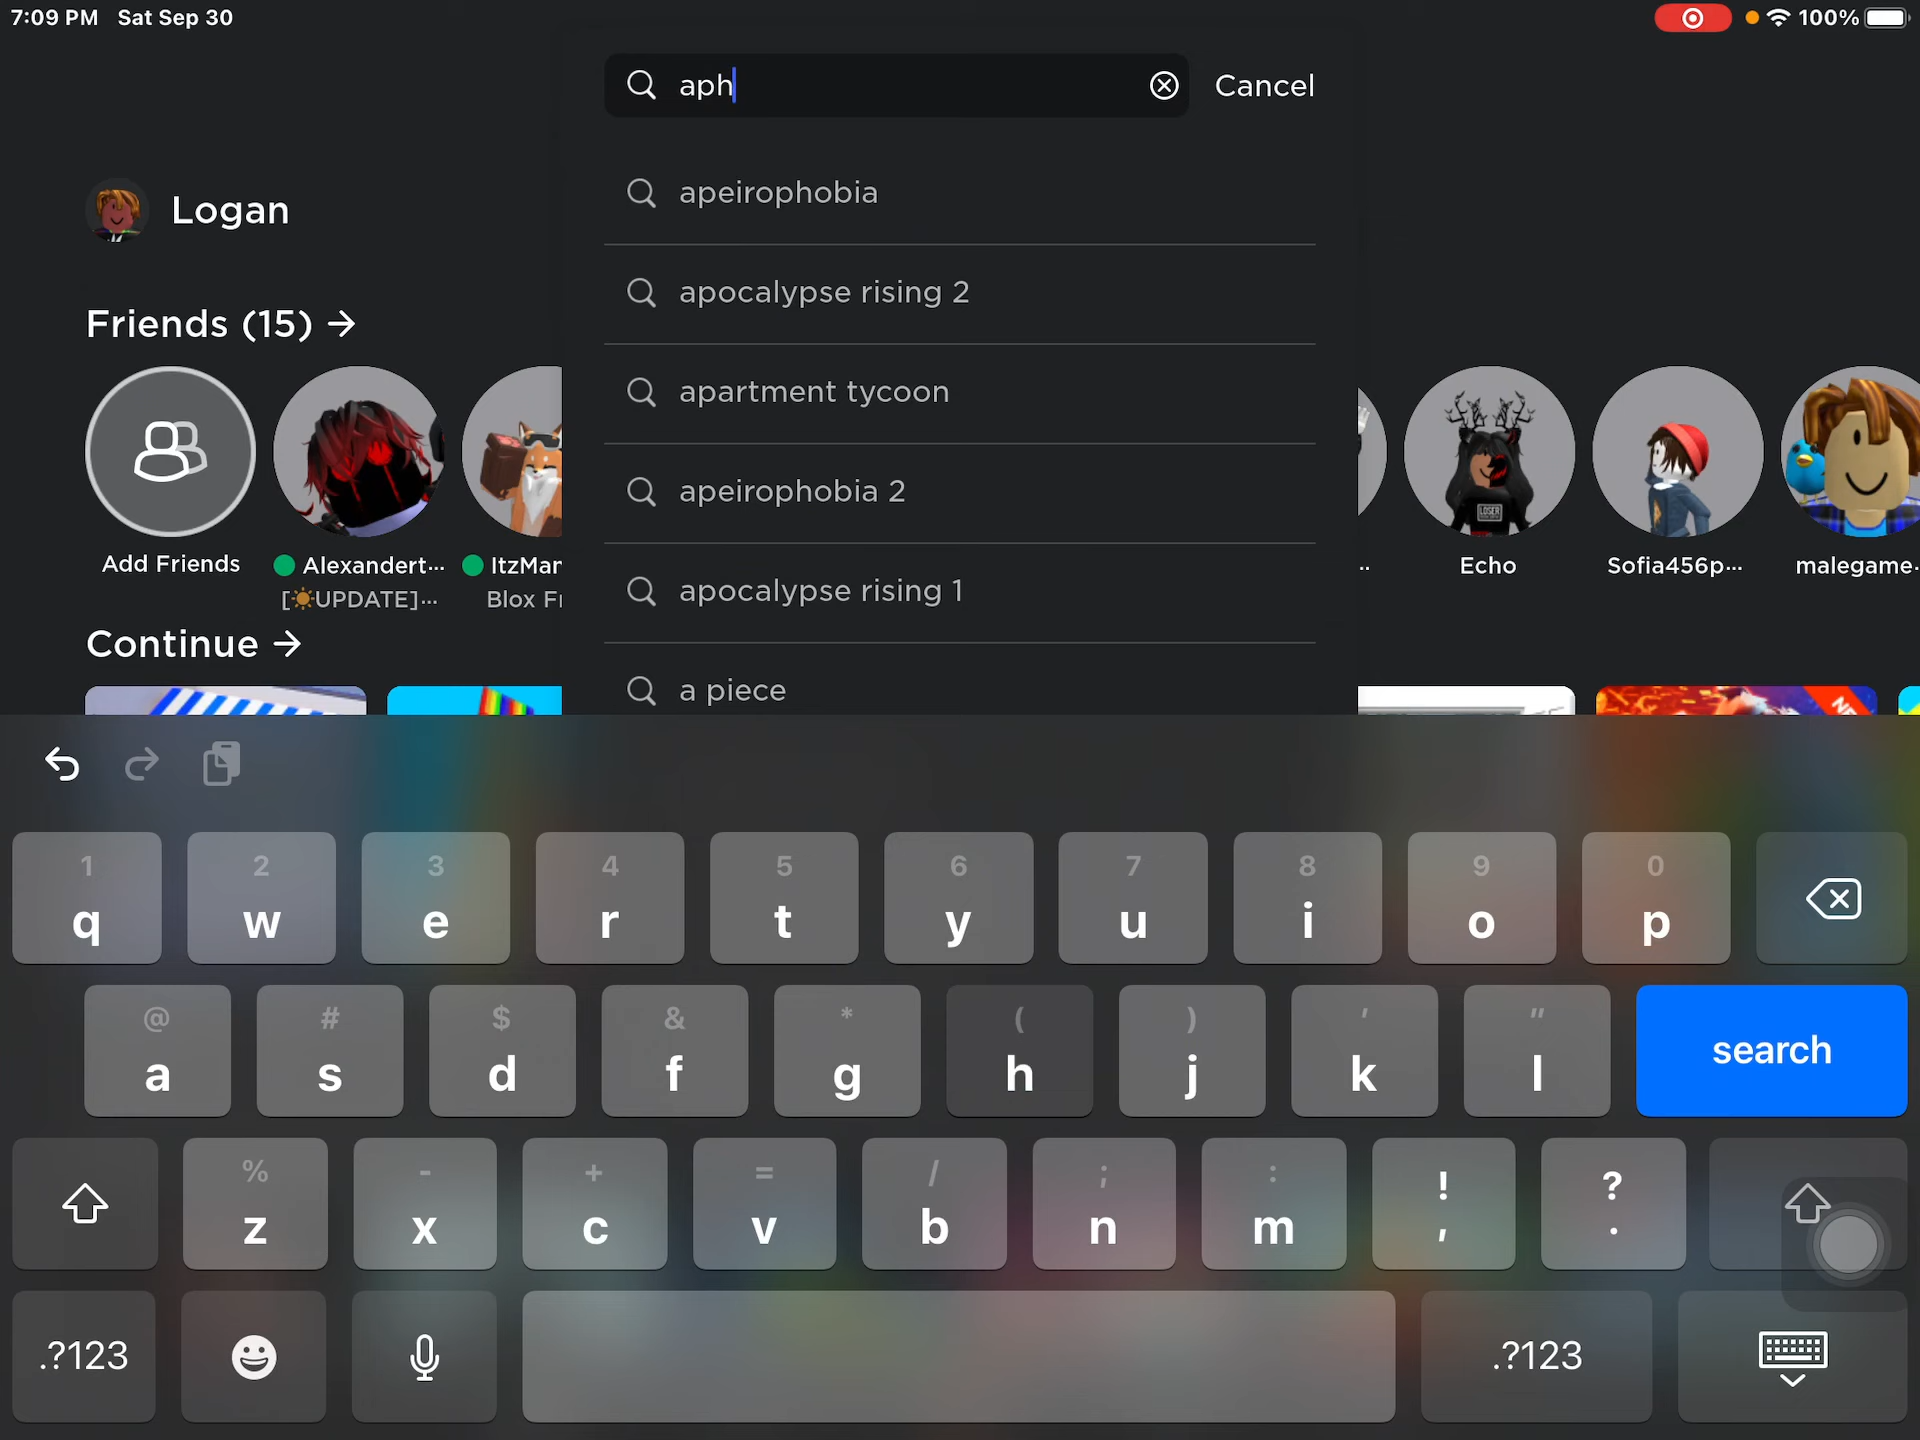 7:09 PM Sat Sep 30
100%
aph
Cancel
apeirophobia
Logan
apocalypse rising 2
Friends (15) →
apartment tycoon
apeirophobia 2
LOSER
Add Friends
Alexandert...
ItzMar
..
Echo
Sofia456p...
malegame.
[☀UPDATE]...
Blox Fr
apocalypse rising 1
Continue →
a piece
1 2 3 4 5 6 7 8 9 0
q w e r t y u i o p
@ # $ & * ( ) ' "
a s d f g h j k l search
% - + = / ; : ! ?
z x c v b n m , .
.?123 .?123